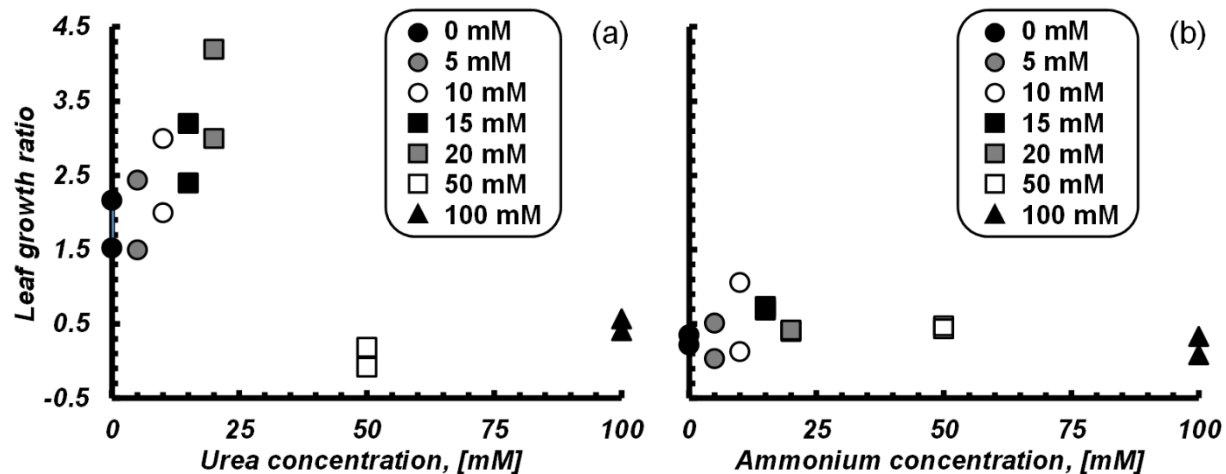 4.5
3.5
2.5
1.5
0.5
-0.5
Leaf growth ratio
0 mM
5 mM
10 mM
15 mM
20 mM
50 mM
100 mM
(a)
0 25 50 75 100
Urea concentration, [mM]
0 mM
5 mM
10 mM
15 mM
20 mM
50 mM
100 mM
(b)
0 25 50 75 100
Ammonium concentration, [mM]